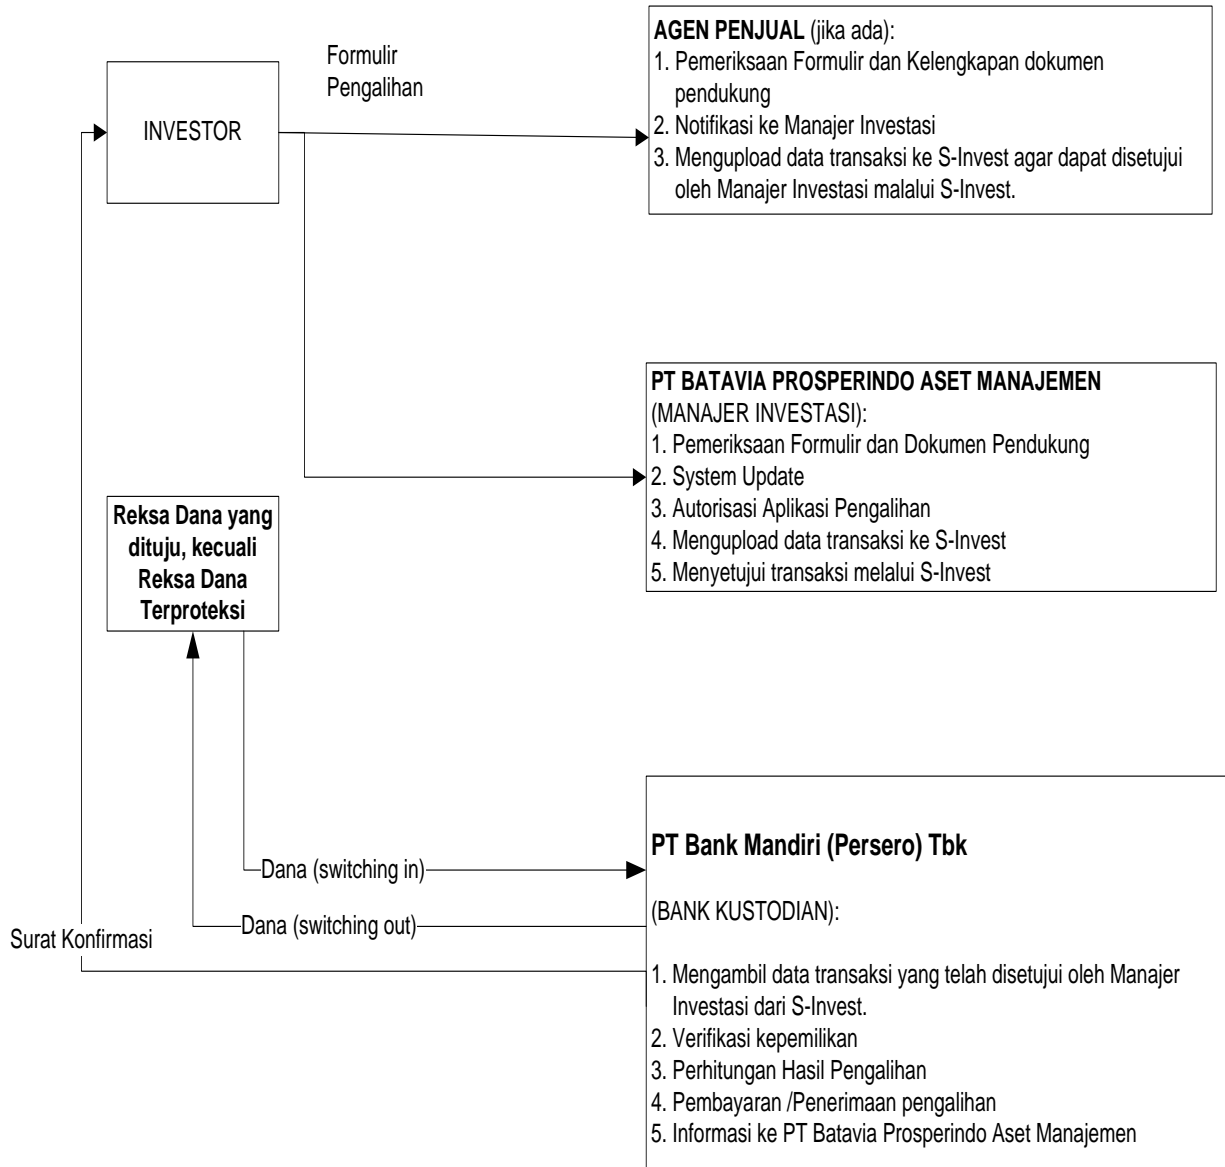 Formulir
Pengalihan
INVESTOR
AGEN PENJUAL (jika ada):
1. Pemeriksaan Formulir dan Kelengkapan dokumen
pendukung
2. Notifikasi ke Manajer Investasi
3. Mengupload data transaksi ke S-Invest agar dapat disetujui
oleh Manajer Investasi malalui S-Invest.
PT BATAVIA PROSPERINDO ASET MANAJEMEN
(MANAJER INVESTASI):
1. Pemeriksaan Formulir dan Dokumen Pendukung
2. System Update
3. Autorisasi Aplikasi Pengalihan
4. Mengupload data transaksi ke S-Invest
5. Menyetujui transaksi melalui S-Invest
Reksa Dana yang
dituju, kecuali
Reksa Dana
Terproteksi
Dana (switching in)
Dana (switching out)
Surat Konfirmasi
PT Bank Mandiri (Persero) Tbk
(BANK KUSTODIAN):
1. Mengambil data transaksi yang telah disetujui oleh Manajer
Investasi dari S-Invest.
2. Verifikasi kepemilikan
3. Perhitungan Hasil Pengalihan
4. Pembayaran /Penerimaan pengalihan
5. Informasi ke PT Batavia Prosperindo Aset Manajemen